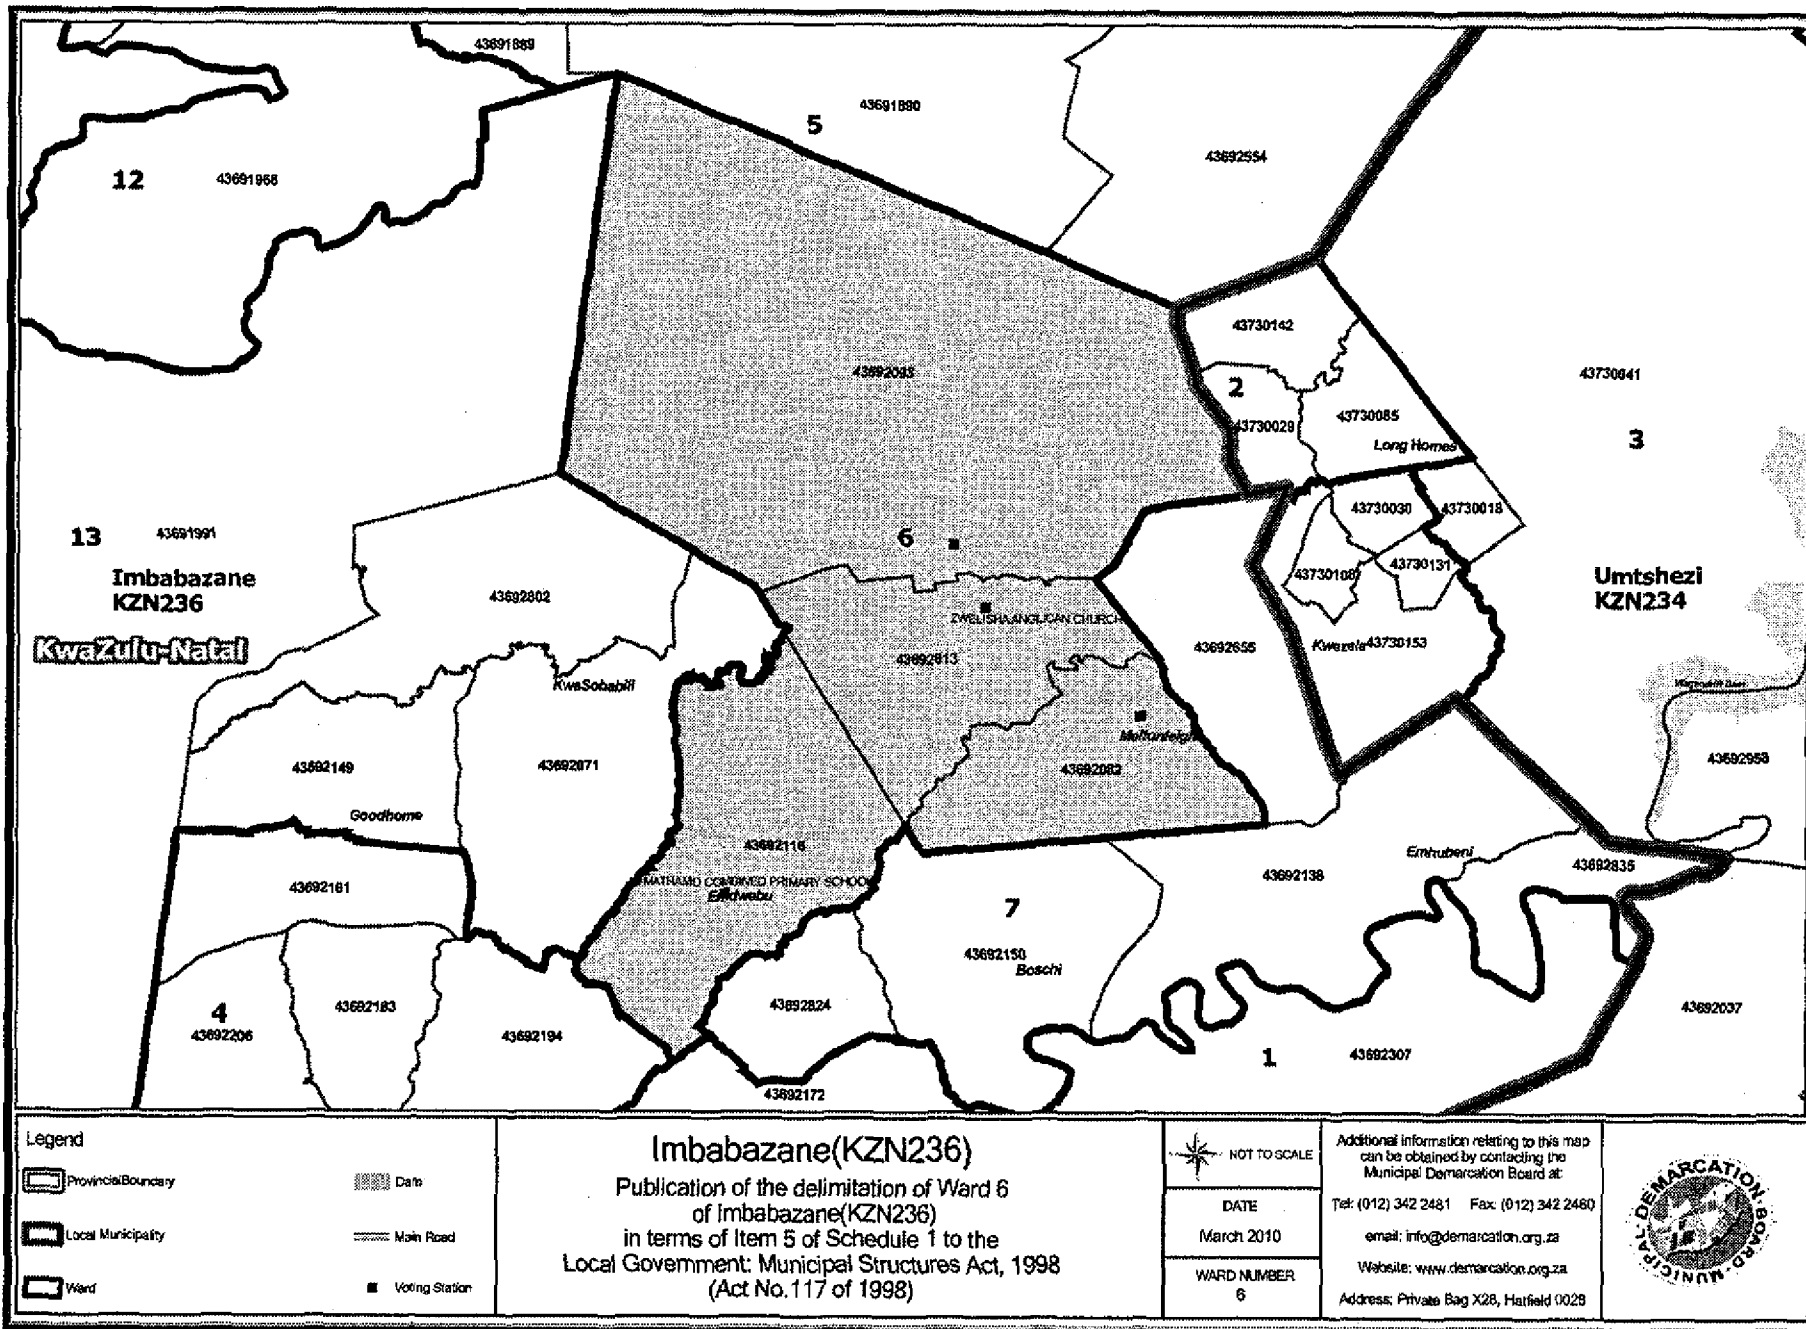 43691889
43691890
5
43692554
12
43691968
43730142
2
43730029
43730085
Long Homes
43730641
3
13
43691991
Imbabazane
KZN236
KwaZulu-Natal
6
43730030
43730018
43730108
43730131
Umtshezi
KZN234
43692802
ZWELISHA ANGLICAN CHURCH
43692813
43692655
43730153
KwaSobabili
43692149
43692871
43692082
43692958
Goodhome
43692116
MATHAMO COMBINED PRIMARY SCHOOL
43692161
Emhubeni
43692138
43692835
7
43692150
Boschi
4
43692206
43692183
43692194
43692824
43692172
1
43692307
43692037
Legend
Provincial Boundary
Local Municipality
Ward
Main Road
Voting Station
Imbabazane(KZN236)
Publication of the delimitation of Ward 6
of Imbabazane(KZN236)
in terms of Item 5 of Schedule 1 to the
Local Government: Municipal Structures Act, 1998
(Act No.117 of 1998)
NOT TO SCALE
DATE
March 2010
WARD NUMBER
6
Additional information relating to this map
can be obtained by contacting the
Municipal Demarcation Board at:
Tel: (012) 342 2481 Fax: (012) 342 2480
email: info@demarcation.org.za
Website: www.demarcation.org.za
Address: Private Bag X28, Hatfield 0028
MUNICIPAL DEMARCATION BOARD